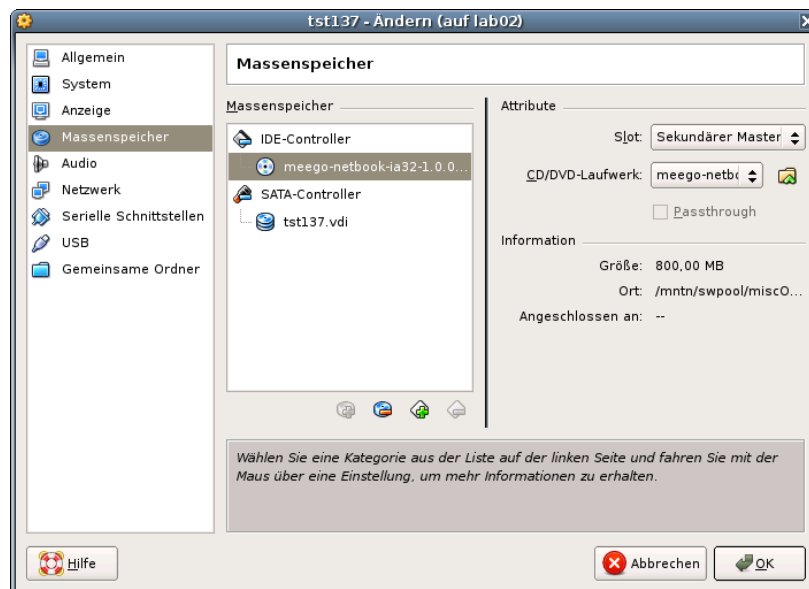 tst137 - Ändern (auf lab02)
Allgemein
System
Anzeige
Massenspeicher
Audio
Netzwerk
Serielle Schnittstellen
USB
Gemeinsame Ordner
Massenspeicher
Massenspeicher
IDE-Controller
meego-netbook-ia32-1.0.0...
SATA-Controller
tst137.vdi
Attribute
Slot: Sekundärer Master
CD/DVD-Laufwerk: meego-netbo
Passthrough
Information
Größe: 800,00 MB
Ort: /mntn/swpool/miscO...
Angeschlossen an: --
Wählen Sie eine Kategorie aus der Liste auf der linken Seite und fahren Sie mit der
Maus über eine Einstellung, um mehr Informationen zu erhalten.
Hilfe
Abbrechen
OK